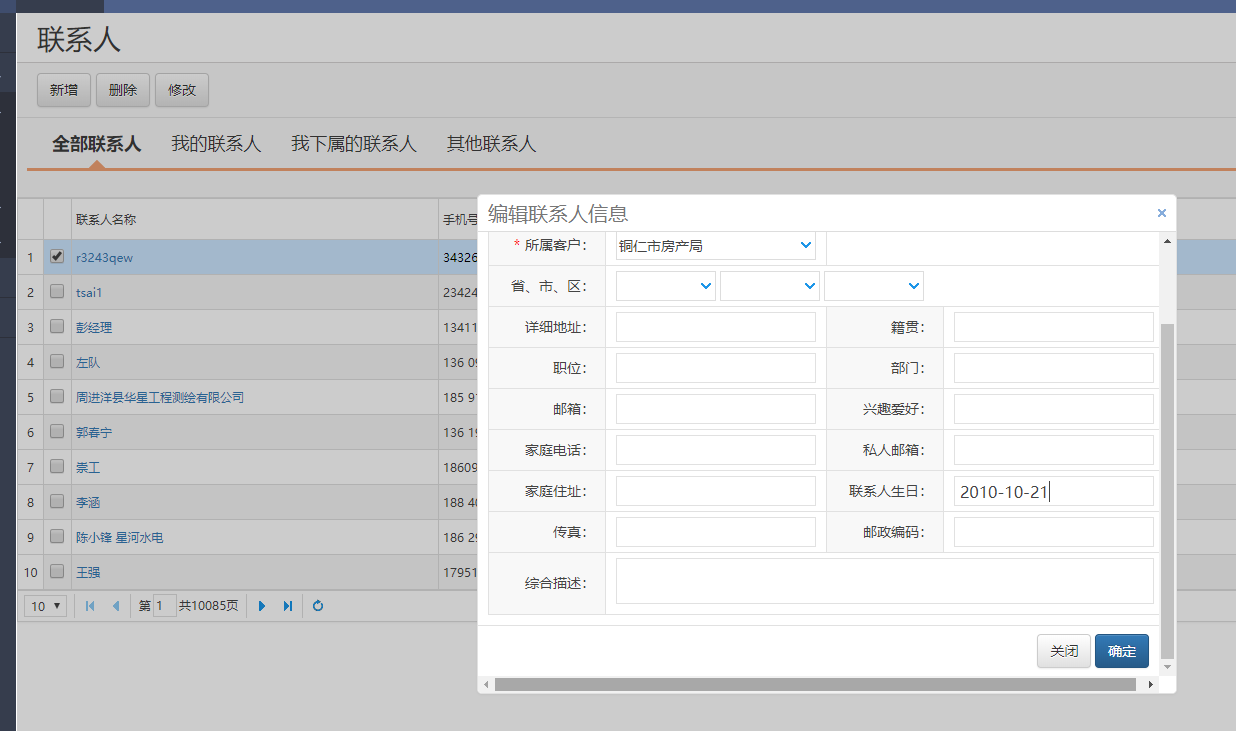 联系人
新增 删除 修改
全部联系人 我的联系人 我下属的联系人 其他联系人
联系人名称 手机号
1 r3243qew 34326
2 tsai1 23424
3 彭经理 13411
4 左队 136 09
5 周进洋县华星工程测绘有限公司 185 91
6 郭春宁 136 19
7 崇工 18609
8 李涵 188 40
9 陈小锋 星河水电 186 29
10 王强 17951
10 第 1 共10085页
编辑联系人信息 ×
* 所属客户： 铜仁市房产局
省、市、区：
详细地址： 籍贯：
职位： 部门：
邮箱： 兴趣爱好：
家庭电话： 私人邮箱：
家庭住址： 联系人生日： 2010-10-21
传真： 邮政编码：
综合描述：
关闭 确定